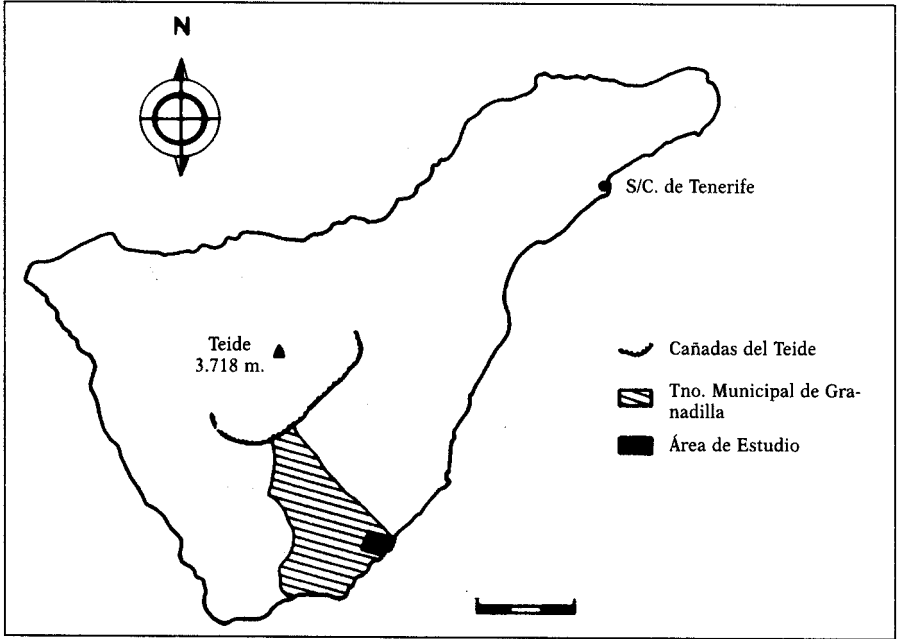 N
S/C. de Tenerife
Teide
3.718 m.
Cañadas del Teide
Tno. Municipal de Gra-
nadilla
Área de Estudio